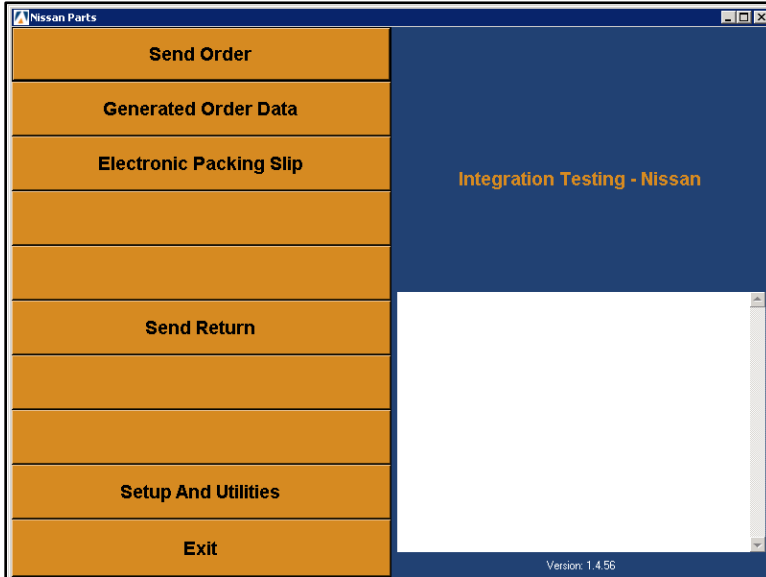 Nissan Parts
Send Order
Generated Order Data
Electronic Packing Slip
Send Return
Setup And Utilities
Exit
Integration Testing - Nissan
Version: 1.4.56